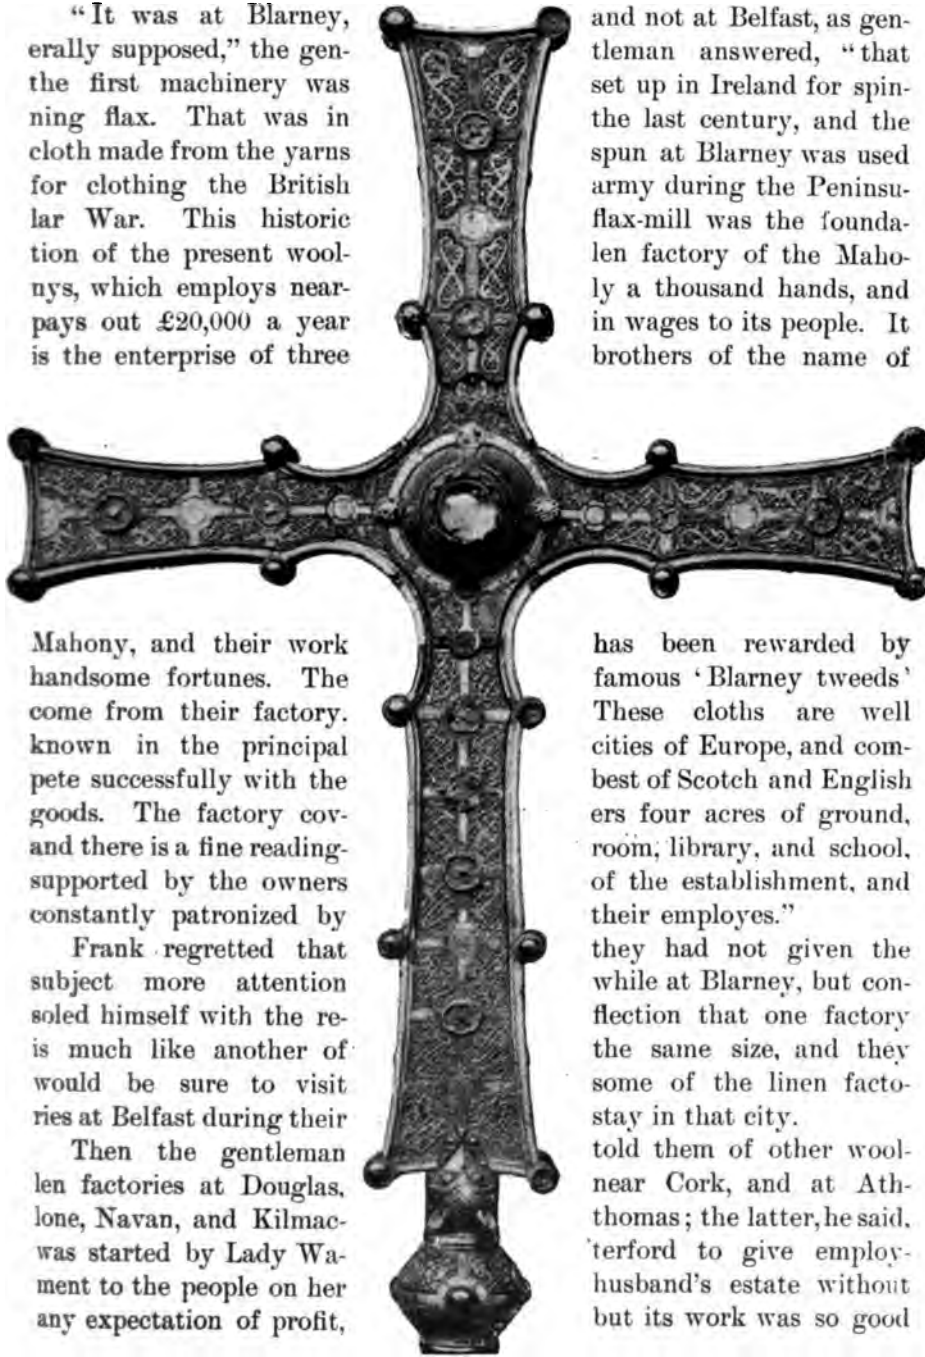 “It was at Blarney, and not at Belfast, as gen-
erally supposed,” the gentleman answered, “that
the first machinery was set up in Ireland for spin-
ning flax. That was in the last century, and the
cloth made from the yarns spun at Blarney was used
for clothing the British army during the Peninsu-
lar War. This historic flax-mill was the founda-
tion of the present woollen factory of the Maho-
nys, which employs nearly a thousand hands, and
pays out £20,000 a year in wages to its people. It
is the enterprise of three brothers of the name of
Mahony, and their work has been rewarded by
handsome fortunes. The famous ‘Blarney tweeds’
come from their factory. These cloths are well
known in the principal cities of Europe, and com-
pete successfully with the best of Scotch and English
goods. The factory covers four acres of ground,
and there is a fine reading-room, library, and school,
supported by the owners of the establishment, and
constantly patronized by their employes.”
Frank regretted that they had not given the
subject more attention while at Blarney, but con-
soled himself with the reflection that one factory
is much like another of the same size, and they
would be sure to visit some of the linen facto-
ries at Belfast during their stay in that city.
Then the gentleman told them of other wool-
len factories at Douglas, near Cork, and at Ath-
lone, Navan, and Kilmacthomas; the latter, he said,
was started by Lady Waterford to give employ-
ment to the people on her husband's estate without
any expectation of profit, but its work was so good